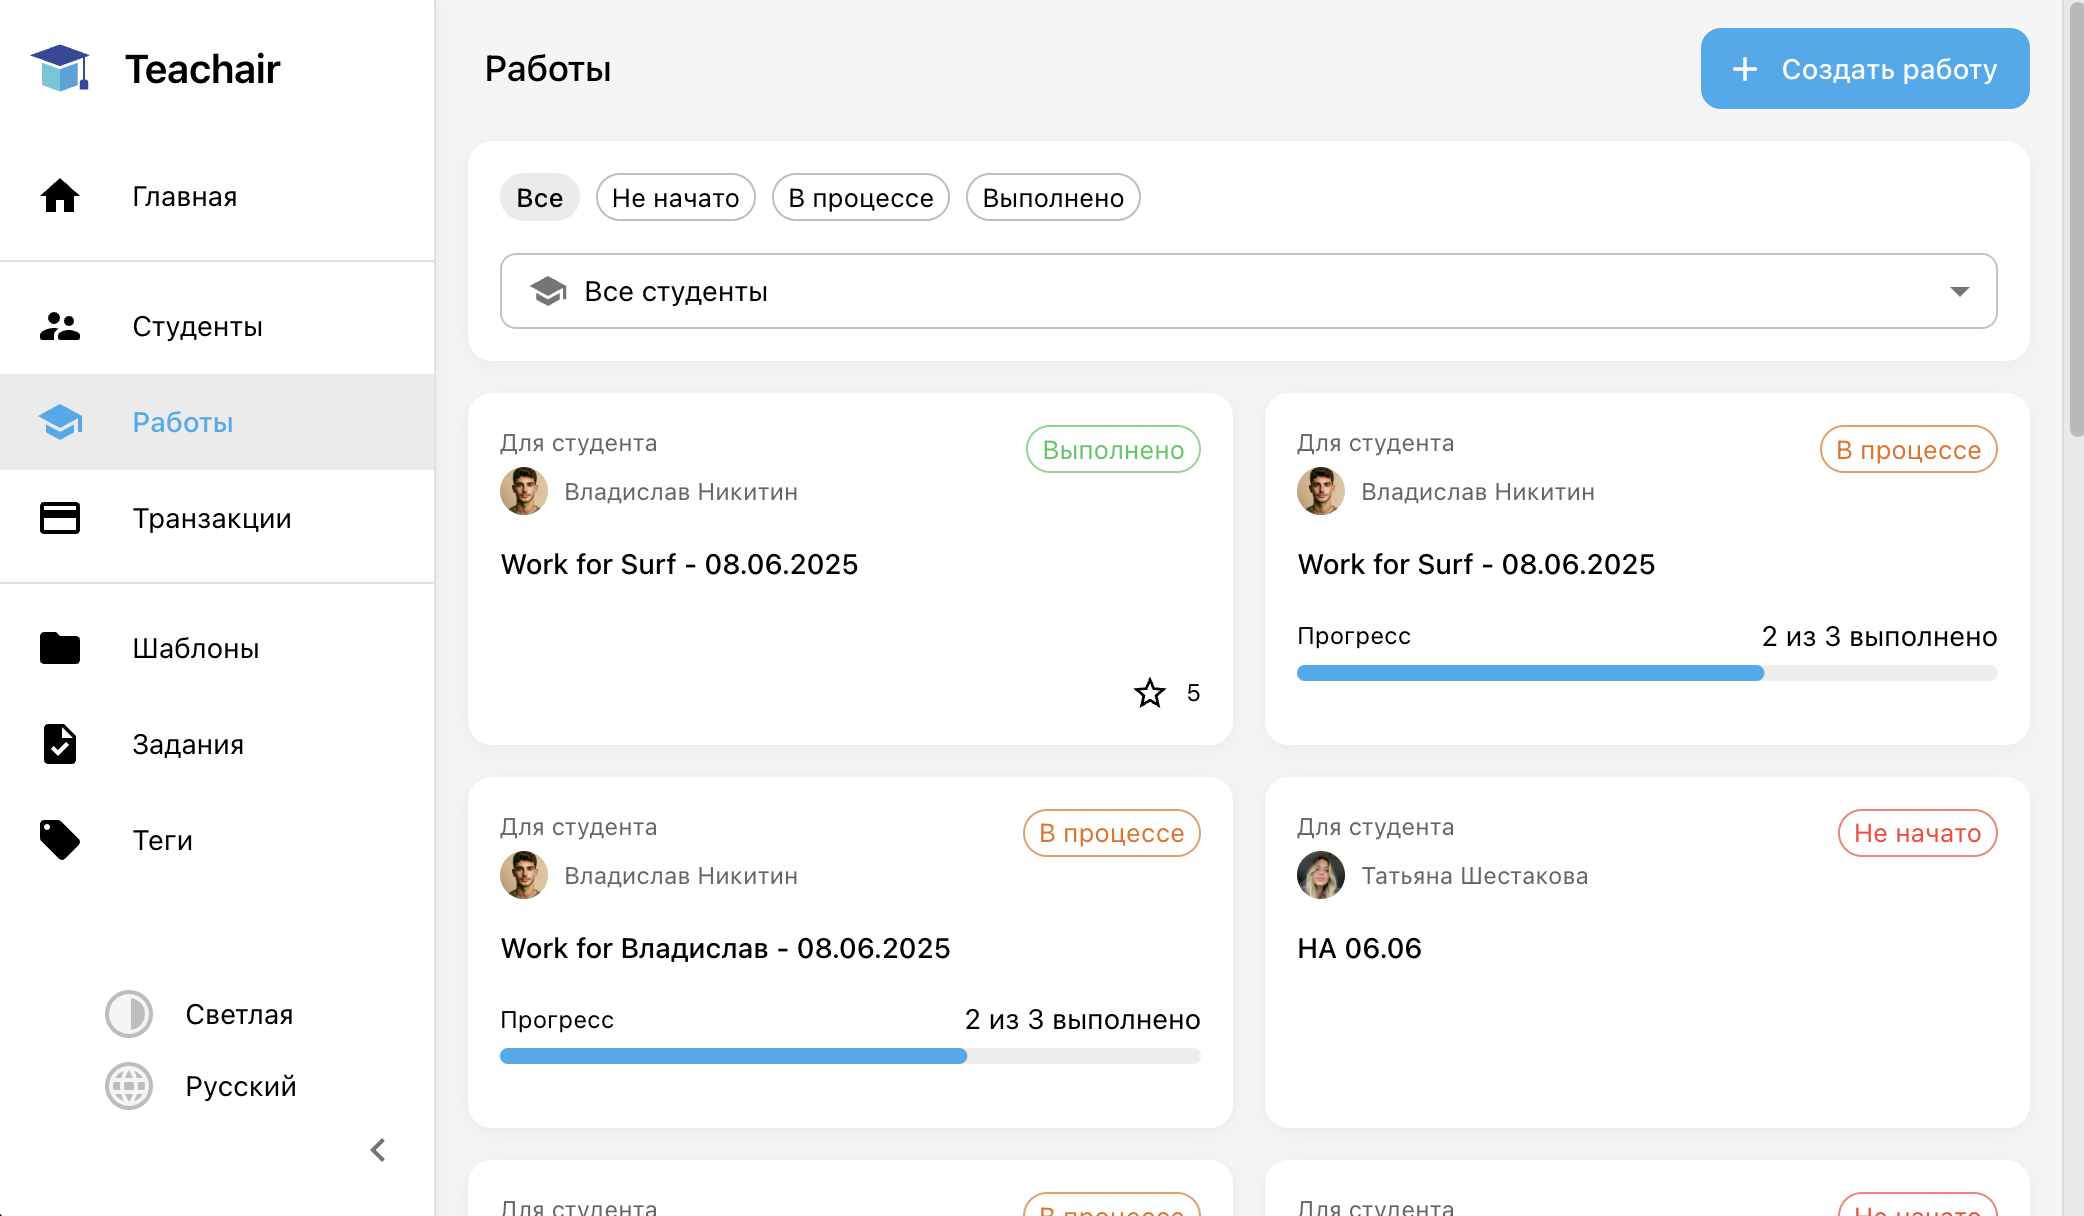 Teachair
Главная
Студенты
Работы
Транзакции
Шаблоны
Задания
Теги
Светлая
Русский
Работы
Создать работу
Все
Не начато
В процессе
Выполнено
Все студенты
Для студента
Выполнено
Владислав Никитин
Work for Surf - 08.06.2025
5
Для студента
В процессе
Владислав Никитин
Work for Surf - 08.06.2025
Прогресс
2 из 3 выполнено
Для студента
В процессе
Владислав Никитин
Work for Владислав - 08.06.2025
Прогресс
2 из 3 выполнено
Для студента
Не начато
Татьяна Шестакова
НА 06.06
Для студента
В процессе
Для студента
Не начато